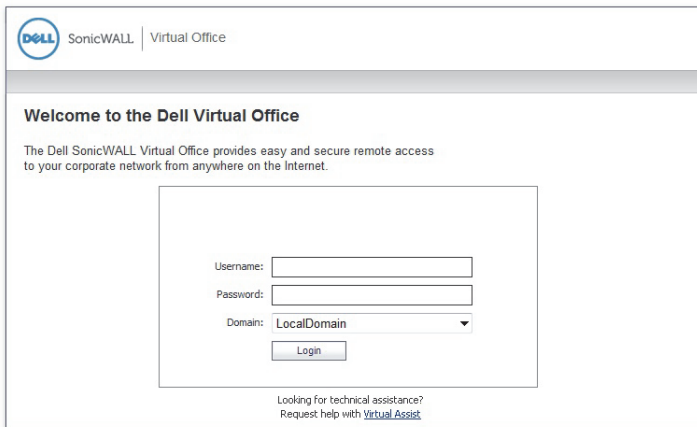 DELL SonicWALL | Virtual Office
Welcome to the Dell Virtual Office
The Dell SonicWALL Virtual Office provides easy and secure remote access
to your corporate network from anywhere on the Internet.
Username:
Password:
Domain: LocalDomain
Login
Looking for technical assistance?
Request help with Virtual Assist